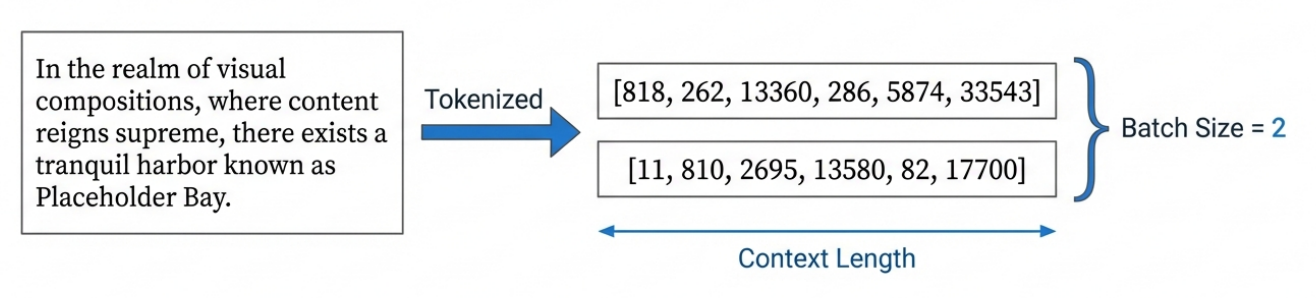 In the realm of visual
compositions, where content
reigns supreme, there exists a
tranquil harbor known as
Placeholder Bay.
Tokenized
[818, 262, 13360, 286, 5874, 33543]
[11, 810, 2695, 13580, 82, 17700]
Batch Size = 2
Context Length